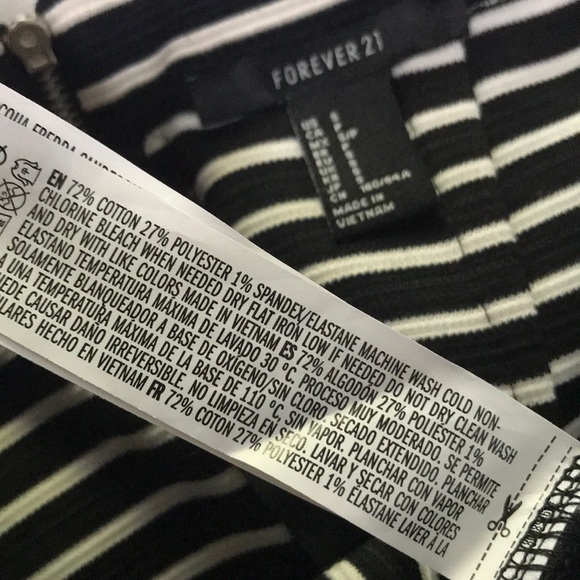 FOREVER 21
S
CN 160/64A
MADE IN
VIETNAM
ACQUA FREDDA
EN 72% COTTON 27% POLYESTER 1% SPANDEX/ELASTANE MACHINE WASH COLD NON-
CHLORINE BLEACH WHEN NEEDED DRY FLAT IRON LOW IF NEEDED DO NOT DRY CLEAN WASH
AND DRY WITH LIKE COLORS MADE IN VIETNAM ES 72% ALGODÓN 27% POLIÉSTER 1%
ELASTANO TEMPERATURA MÁXIMA DE LAVADO 30 °C, PROCESO MUY MODERADO. SE PERMITE
SOLAMENTE BLANQUEADOR A BASE DE OXÍGENO/SIN CLORO. SECADO EXTENDIDO. PLANCHAR
A UNA TEMPERATURA MÁXIMA DE LA BASE DE 110 °C, SIN VAPOR. PLANCHAR CON VAPOR
PUEDE CAUSAR DAÑO IRREVERSIBLE. NO LIMPIEZA EN SECO. LAVAR Y SECAR CON COLORES
HECHO EN VIETNAM FR 72% COTON 27% POLYESTER 1% ÉLASTANE LAVER À LA